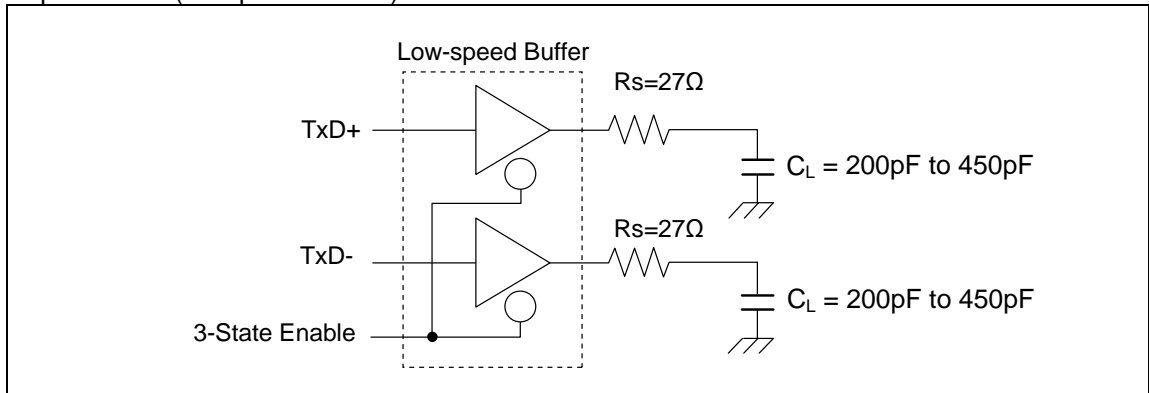 Low-speed Buffer
Rs=27Ω
TxD+
C_L = 200pF to 450pF
Rs=27Ω
TxD-
C_L = 200pF to 450pF
3-State Enable